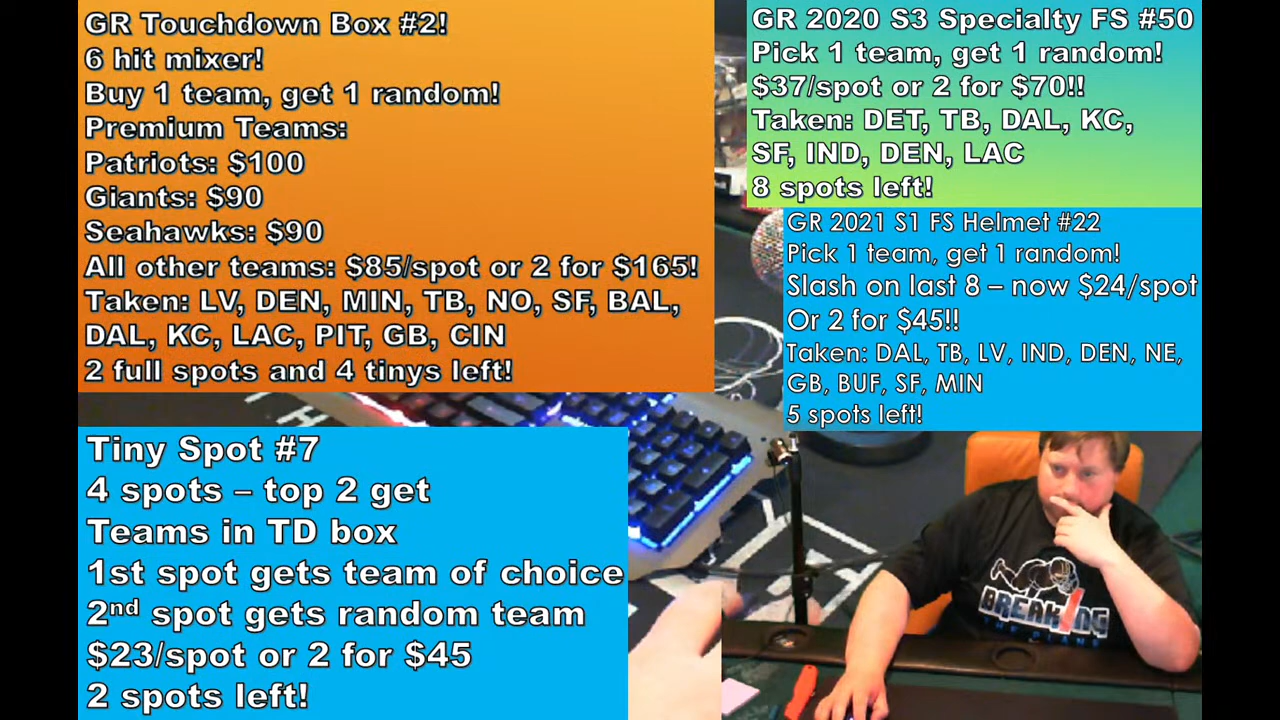 GR Touchdown Box #2!
6 hit mixer!
Buy 1 team, get 1 random!
Premium Teams:
Patriots: $100
Giants: $90
Seahawks: $90
All other teams: $85/spot or 2 for $165!
Taken: LV, DEN, MIN, TB, NO, SF, BAL,
DAL, KC, LAC, PIT, GB, CIN
2 full spots and 4 tinys left!
GR 2020 S3 Specialty FS #50
Pick 1 team, get 1 random!
$37/spot or 2 for $70!!
Taken: DET, TB, DAL, KC,
SF, IND, DEN, LAC
8 spots left!
GR 2021 S1 FS Helmet #22
Pick 1 team, get 1 random!
Slash on last 8 – now $24/spot
Or 2 for $45!!
Taken: DAL, TB, LV, IND, DEN, NE,
GB, BUF, SF, MIN
5 spots left!
Tiny Spot #7
4 spots – top 2 get
Teams in TD box
1st spot gets team of choice
2nd spot gets random team
$23/spot or 2 for $45
2 spots left!
BREAKING
THE PLANE